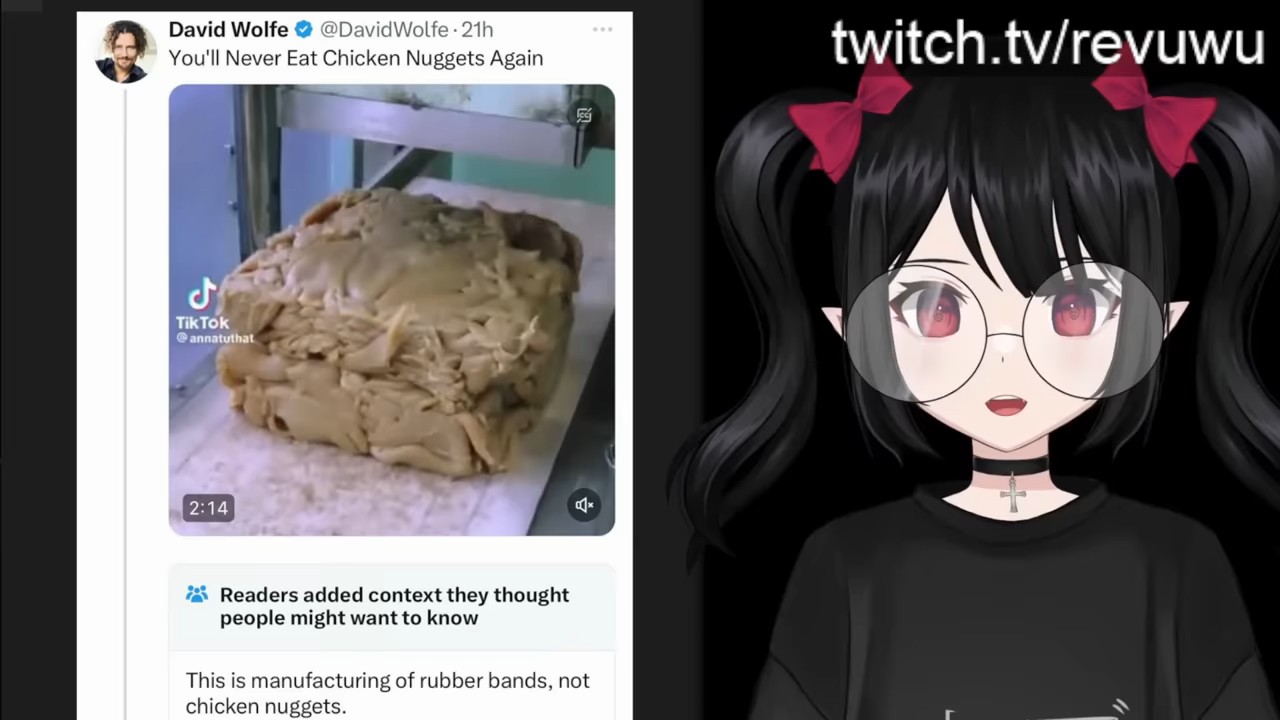 David Wolfe @DavidWolfe · 21h
You'll Never Eat Chicken Nuggets Again
TikTok
@annatuthat
2:14
Readers added context they thought
people might want to know
This is manufacturing of rubber bands, not
chicken nuggets.
twitch.tv/revuwu